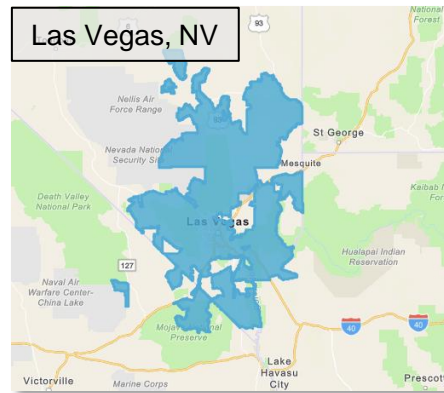 Las Vegas, NV
93
Nellis Air
Force Range
Nevada National
Security Site
St George
Mesquite
Kaibab
Death Valley
National Park
Las Vegas
Hualapai Indian
Reservation
127
Naval Air
Warfare Center-
China Lake
Mojave National
Preserve
40
40
Lake
Havasu
City
Victorville
Marine Corps
Prescott